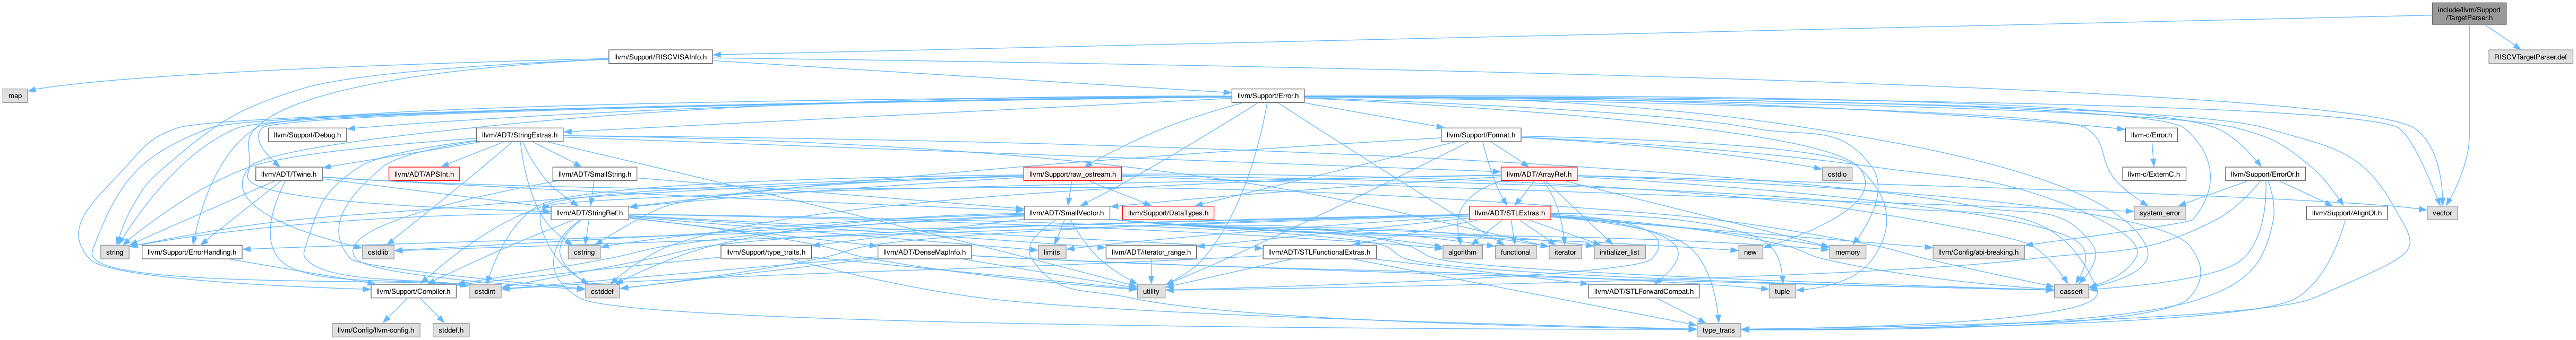 include/llvm/Support
/TargetParser.h
llvm/Support/RISCVISAInfo.h
RISCVTargetParser.def
map
llvm/Support/Error.h
llvm/Support/Debug.h
llvm/ADT/StringExtras.h
llvm/Support/Format.h
llvm-c/Error.h
llvm/ADT/Twine.h
llvm/ADT/APSInt.h
llvm/ADT/SmallString.h
llvm/Support/raw_ostream.h
llvm/ADT/ArrayRef.h
cstdio
llvm-c/ExternC.h
llvm/Support/ErrorOr.h
llvm/ADT/StringRef.h
llvm/ADT/SmallVector.h
llvm/Support/DataTypes.h
llvm/ADT/STLExtras.h
system_error
llvm/Support/AlignOf.h
vector
string
llvm/Support/ErrorHandling.h
cstdlib
cstring
llvm/Support/type_traits.h
llvm/ADT/DenseMapInfo.h
limits
llvm/ADT/iterator_range.h
llvm/ADT/STLFunctionalExtras.h
algorithm
functional
iterator
initializer_list
new
memory
llvm/Config/abi-breaking.h
llvm/Support/Compiler.h
cstdint
cstddef
utility
llvm/ADT/STLForwardCompat.h
tuple
cassert
llvm/Config/llvm-config.h
stddef.h
type_traits